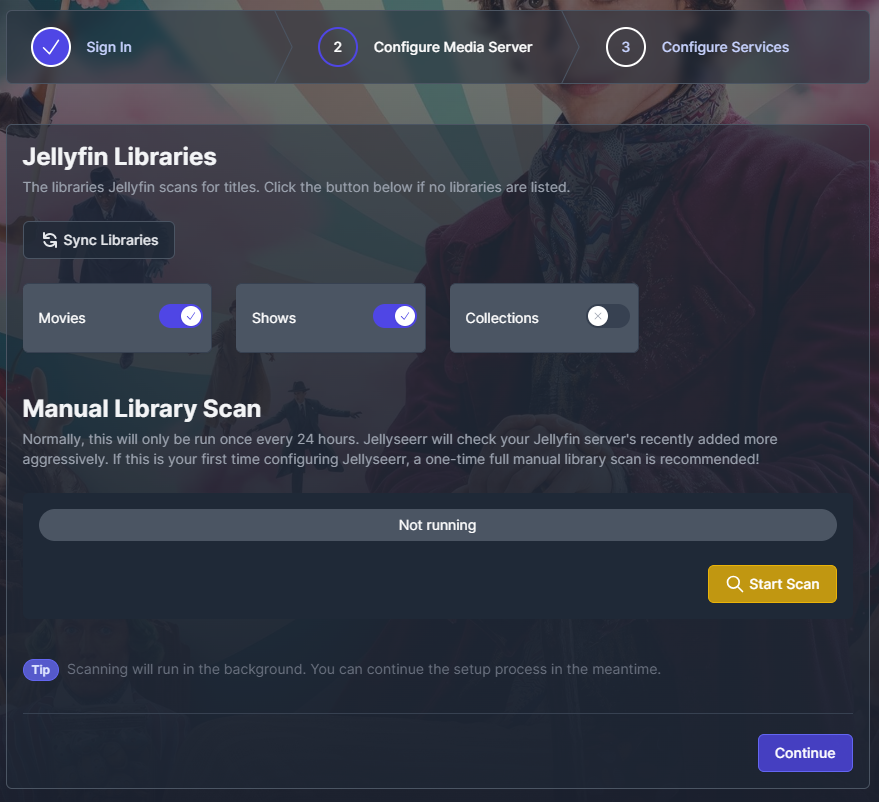 Sign In
2
Configure Media Server
3
Configure Services
Jellyfin Libraries
The libraries Jellyfin scans for titles. Click the button below if no libraries are listed.
Sync Libraries
Movies
Shows
Collections
Manual Library Scan
Normally, this will only be run once every 24 hours. Jellyseerr will check your Jellyfin server's recently added more
aggressively. If this is your first time configuring Jellyseerr, a one-time full manual library scan is recommended!
Not running
Start Scan
Tip
Scanning will run in the background. You can continue the setup process in the meantime.
Continue